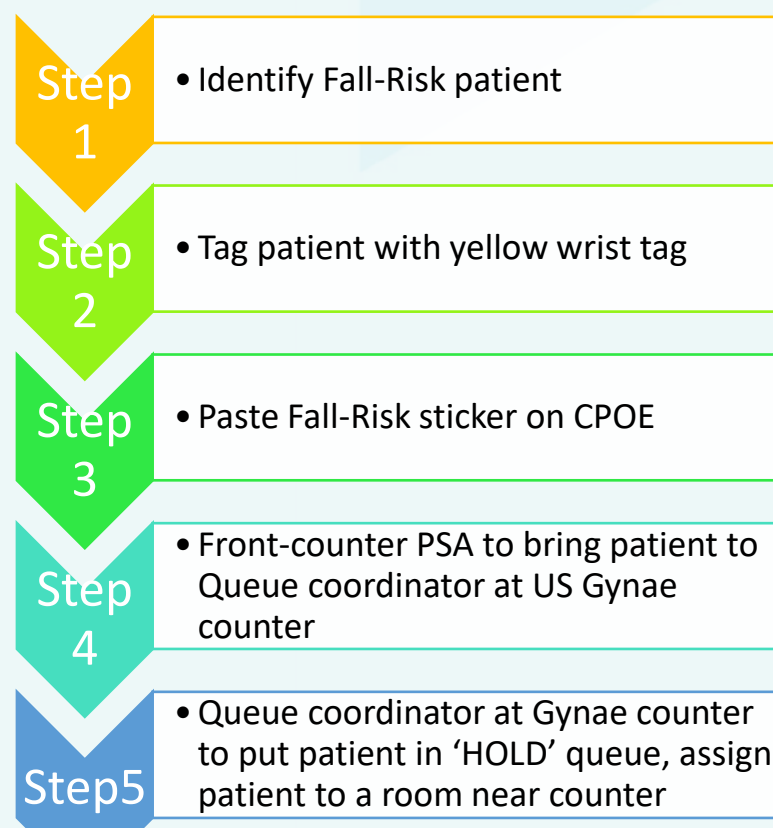 Step
1
• Identify Fall-Risk patient
Step
2
• Tag patient with yellow wrist tag
Step
3
• Paste Fall-Risk sticker on CPOE
Step
4
• Front-counter PSA to bring patient to
Queue coordinator at US Gynae
counter
Step5
• Queue coordinator at Gynae counter
to put patient in ‘HOLD’ queue, assign
patient to a room near counter